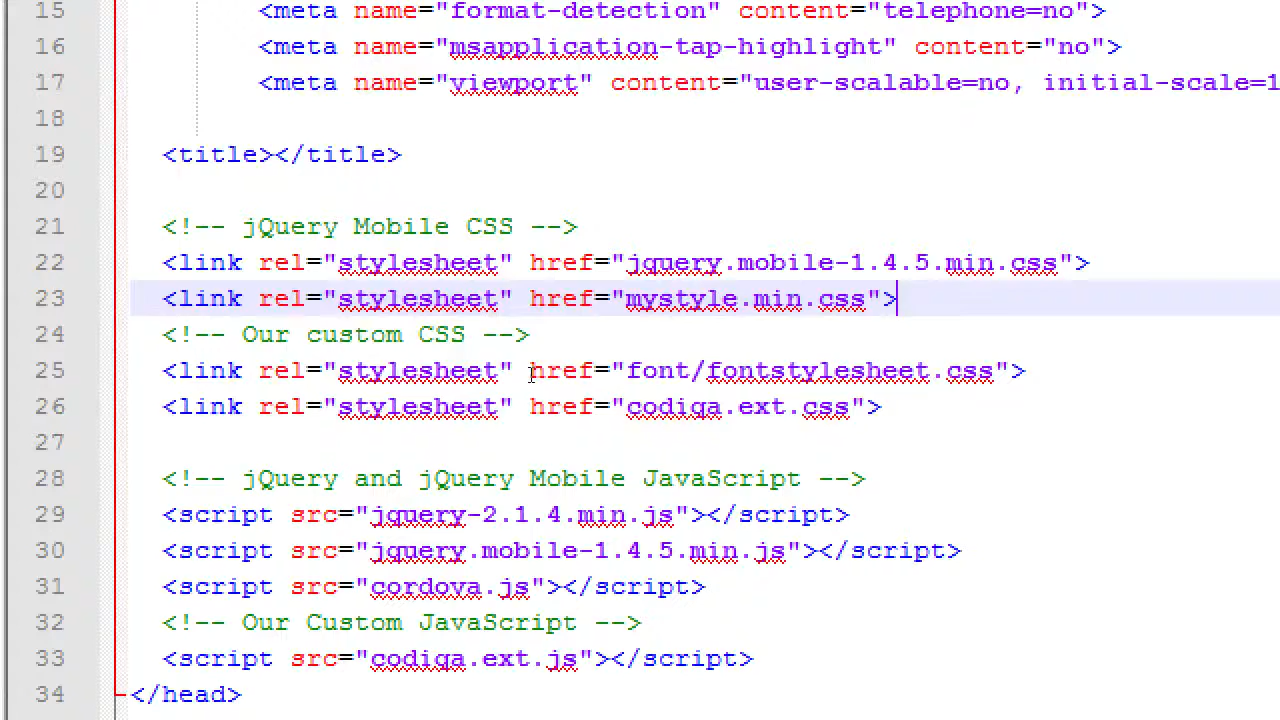 15 <meta name="format-detection" content="telephone=no">
16 <meta name="msapplication-tap-highlight" content="no">
17 <meta name="viewport" content="user-scalable=no, initial-scale=1
18
19 <title></title>
20
21 <!-- jQuery Mobile CSS -->
22 <link rel="stylesheet" href="jquery.mobile-1.4.5.min.css">
23 <link rel="stylesheet" href="mystyle.min.css">
24 <!-- Our custom CSS -->
25 <link rel="stylesheet" href="font/fontstylesheet.css">
26 <link rel="stylesheet" href="codiqa.ext.css">
27
28 <!-- jQuery and jQuery Mobile JavaScript -->
29 <script src="jquery-2.1.4.min.js"></script>
30 <script src="jquery.mobile-1.4.5.min.js"></script>
31 <script src="cordova.js"></script>
32 <!-- Our Custom JavaScript -->
33 <script src="codiqa.ext.js"></script>
34 </head>